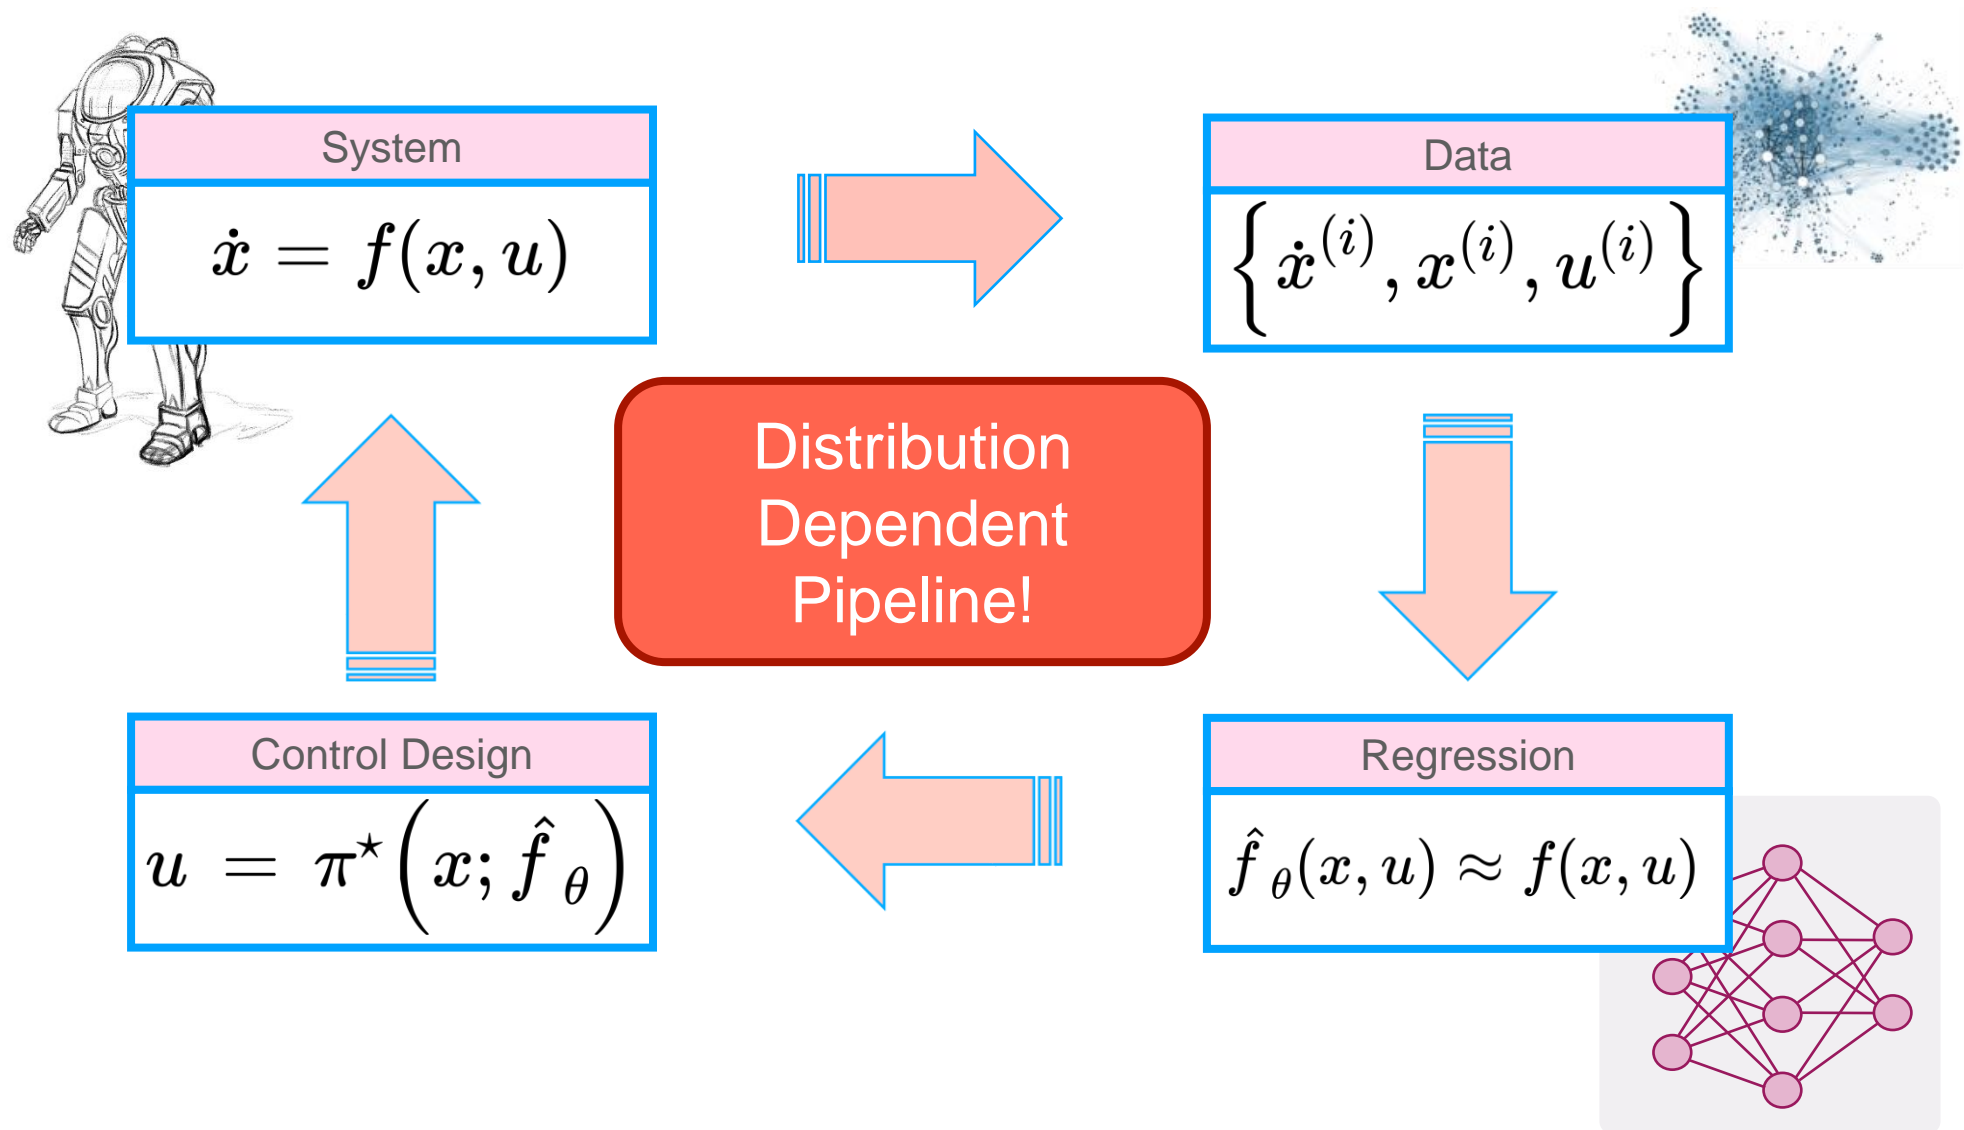 System
ẋ = f(x, u)
Data
{ẋ⁽ⁱ⁾, x⁽ⁱ⁾, u⁽ⁱ⁾}
Distribution
Dependent
Pipeline!
Control Design
u = π⋆(x; f̂_θ)
Regression
f̂_θ(x, u) ≈ f(x, u)